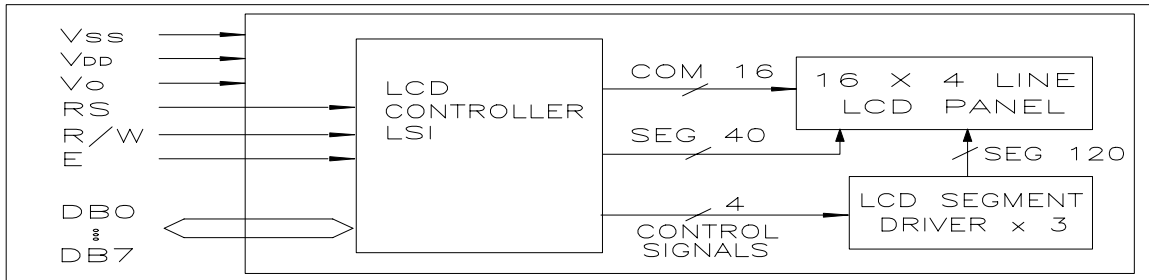 Vss
VDD
Vo
RS
R/W
E
DB0
DB7
LCD
CONTROLLER
LSI
COM 16
SEG 40
4
CONTROL
SIGNALS
16 X 4 LINE
LCD PANEL
SEG 120
LCD SEGMENT
DRIVER x 3